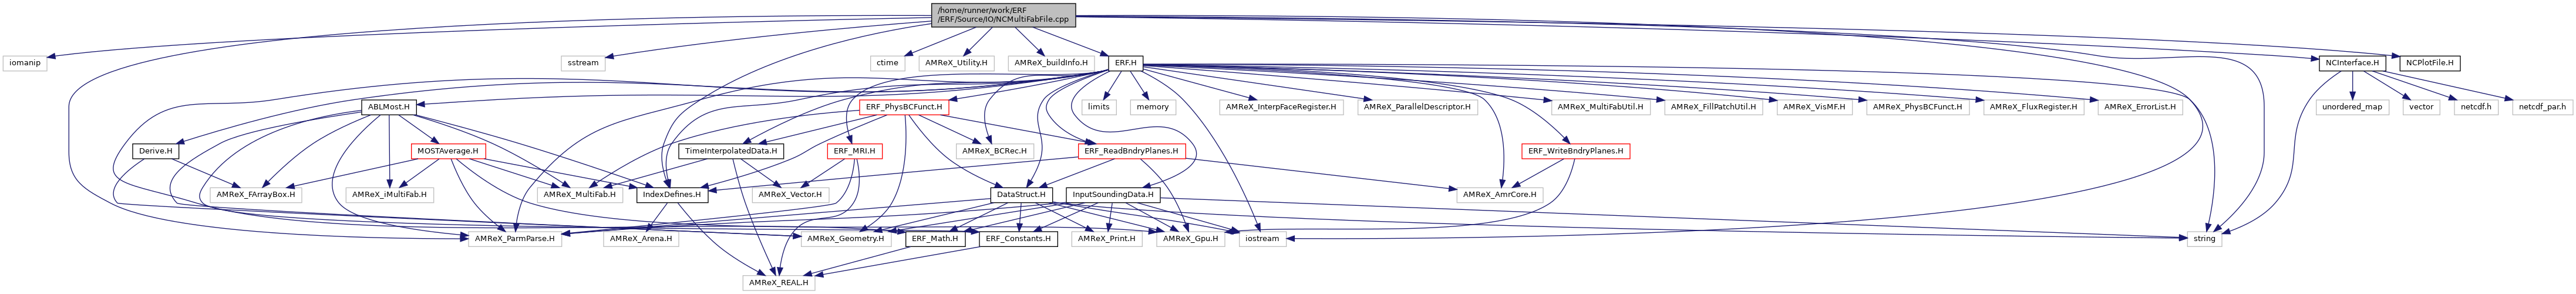 /home/runner/work/ERF
/ERF/Source/IO/NCMultiFabFile.cpp
iomanip
sstream
ctime
AMReX_Utility.H
AMReX_buildInfo.H
ERF.H
NCInterface.H
NCPlotFile.H
ABLMost.H
ERF_PhysBCFunct.H
limits
memory
AMReX_InterpFaceRegister.H
AMReX_ParallelDescriptor.H
AMReX_MultiFabUtil.H
AMReX_FillPatchUtil.H
AMReX_VisMF.H
AMReX_PhysBCFunct.H
AMReX_FluxRegister.H
AMReX_ErrorList.H
unordered_map
vector
netcdf.h
netcdf_par.h
Derive.H
MOSTAverage.H
TimeInterpolatedData.H
ERF_MRI.H
AMReX_BCRec.H
ERF_ReadBndryPlanes.H
ERF_WriteBndryPlanes.H
AMReX_FArrayBox.H
AMReX_iMultiFab.H
AMReX_MultiFab.H
IndexDefines.H
AMReX_Vector.H
DataStruct.H
InputSoundingData.H
AMReX_AmrCore.H
AMReX_ParmParse.H
AMReX_Arena.H
AMReX_Geometry.H
ERF_Math.H
ERF_Constants.H
AMReX_Print.H
AMReX_Gpu.H
iostream
string
AMReX_REAL.H